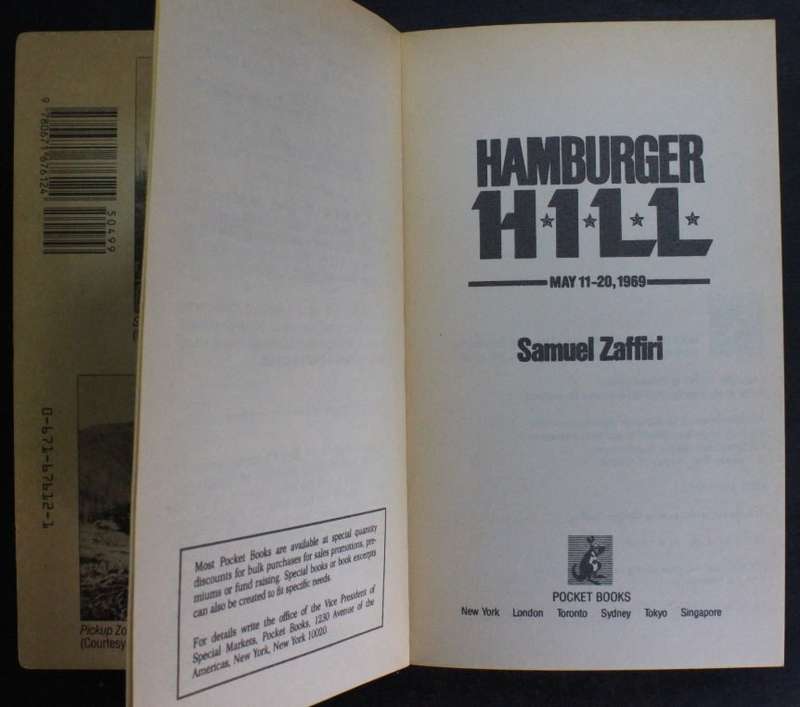 9 780671 676124
50499
0-671-67612-1
Pickup Zo
(Courtesy
Most Pocket Books are available at special quantity
discounts for bulk purchases for sales promotions, pre-
miums or fund raising. Special books or book excerpts
can also be created to fit specific needs.
For details write the office of the Vice President of
Special Markets, Pocket Books, 1230 Avenue of the
Americas, New York, New York 10020.
HAMBURGER
HILL
MAY 11-20, 1969
Samuel Zaffiri
POCKET BOOKS
New York London Toronto Sydney Tokyo Singapore